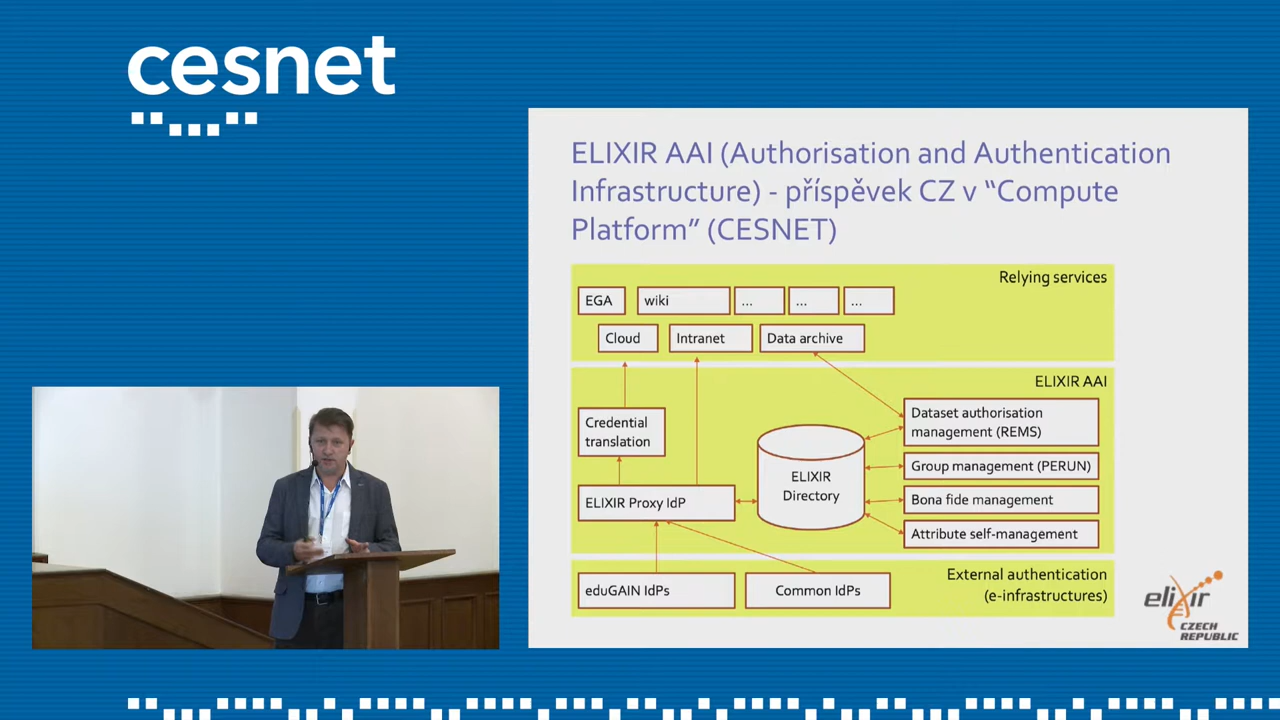 cesnet
ELIXIR AAI (Authorisation and Authentication
Infrastructure) - příspěvek CZ v “Compute
Platform” (CESNET)
Relying services
EGA
wiki
...
...
...
Cloud
Intranet
Data archive
ELIXIR AAI
Credential
translation
ELIXIR Proxy IdP
ELIXIR
Directory
Dataset authorisation
management (REMS)
Group management (PERUN)
Bona fide management
Attribute self-management
External authentication
(e-infrastructures)
eduGAIN IdPs
Common IdPs
elixir
CZECH
REPUBLIC